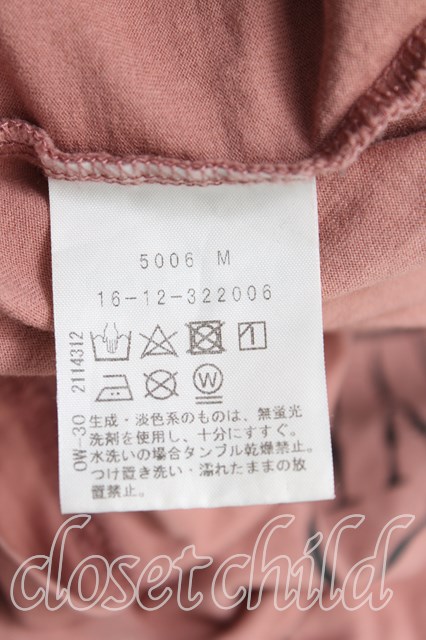 5006 M
16-12-322006
0W-30 2114312
生成・淡色系のものは、無蛍光
洗剤を使用し、十分にすすぐ。
水洗いの場合タンブル乾燥禁止。
つけ置き洗い・濡れたままの放
置禁止。
closetchild